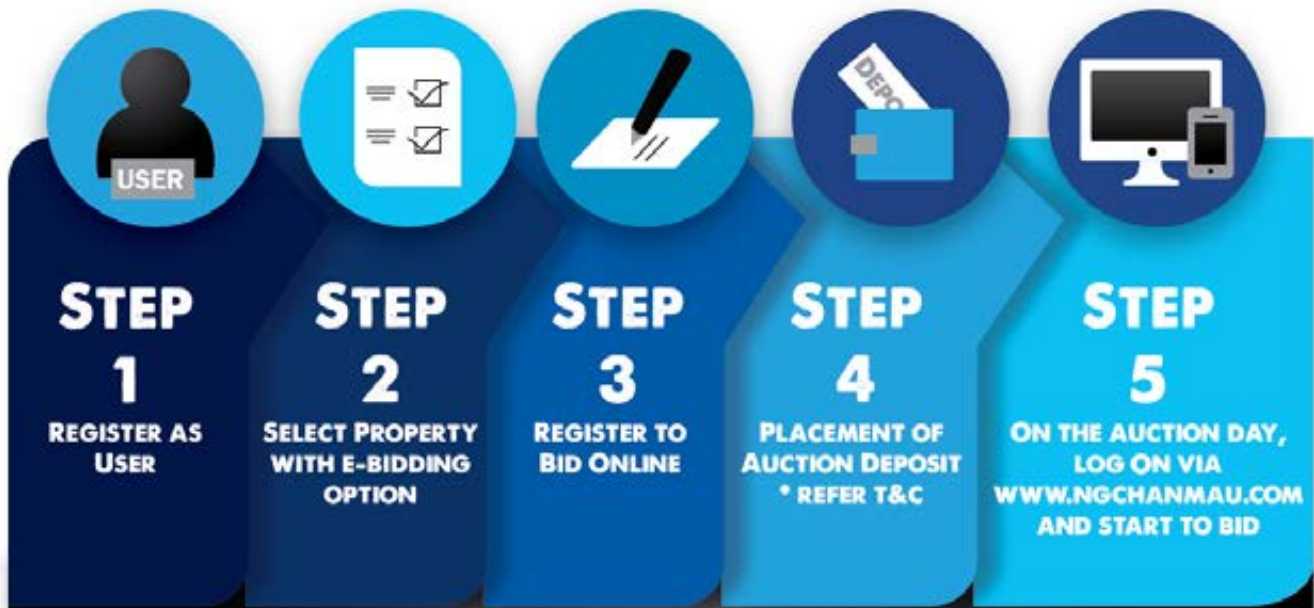 USER
DEPO
STEP
1
REGISTER AS
USER
STEP
2
SELECT PROPERTY
WITH E-BIDDING
OPTION
STEP
3
REGISTER TO
BID ONLINE
STEP
4
PLACEMENT OF
AUCTION DEPOSIT
* REFER T&C
STEP
5
ON THE AUCTION DAY,
LOG ON VIA
WWW.NGCHANMAU.COM
AND START TO BID